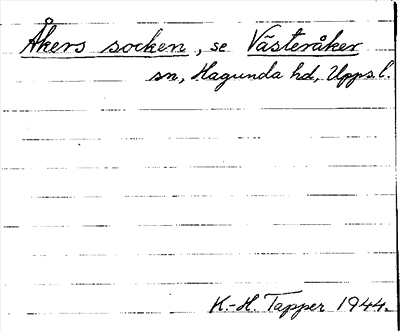 Åkers socken, se Västeråker
sn, Hagunda hd, Upps.l.
K.-H. Tapper 1944.